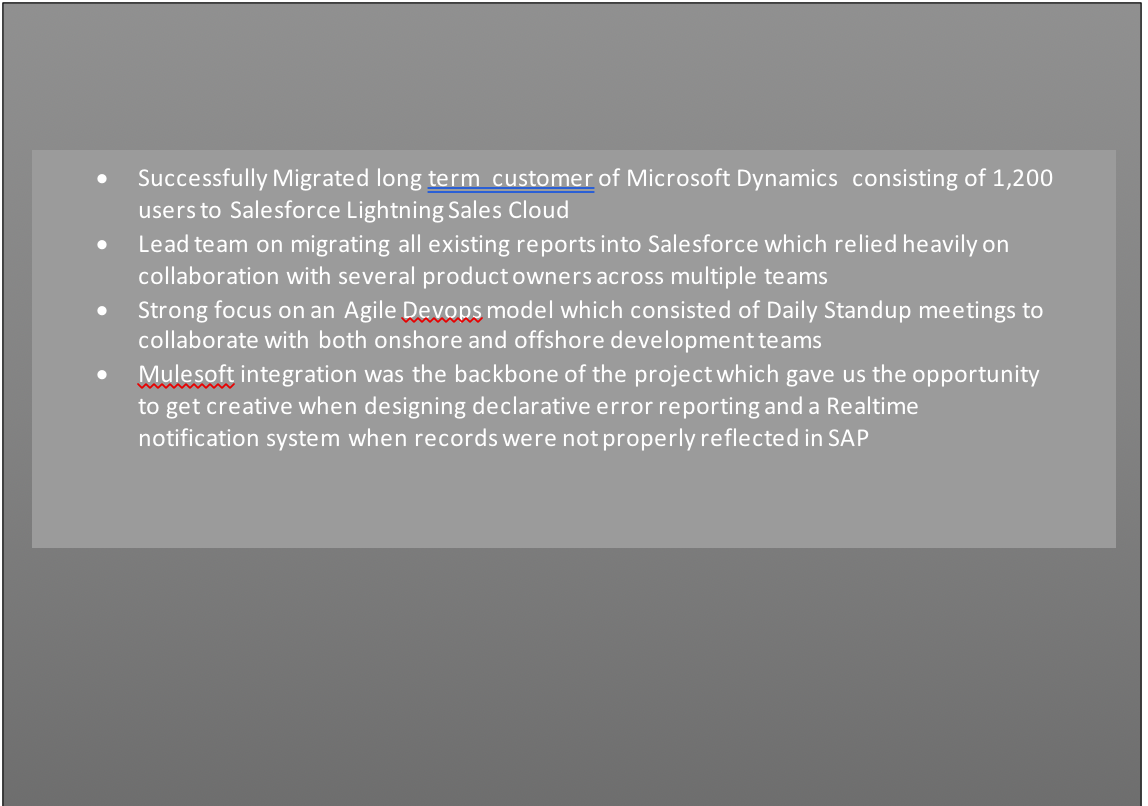 • Successfully Migrated long term  customer of Microsoft Dynamics  consisting of 1,200
users to Salesforce Lightning Sales Cloud
• Lead team on migrating all existing reports into Salesforce which relied heavily on
collaboration with several product owners across multiple teams
• Strong focus on an Agile Devops model which consisted of Daily Standup meetings to
collaborate with both onshore and offshore development teams
• Mulesoft integration was the backbone of the project which gave us the opportunity
to get creative when designing declarative error reporting and a Realtime
notification system when records were not properly reflected in SAP